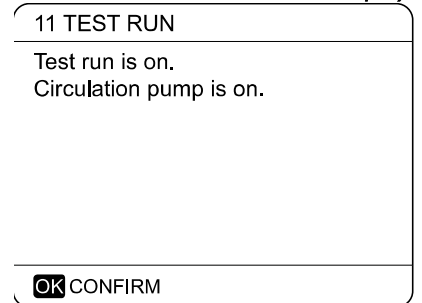 11 TEST RUN
Test run is on.
Circulation pump is on.
OK CONFIRM